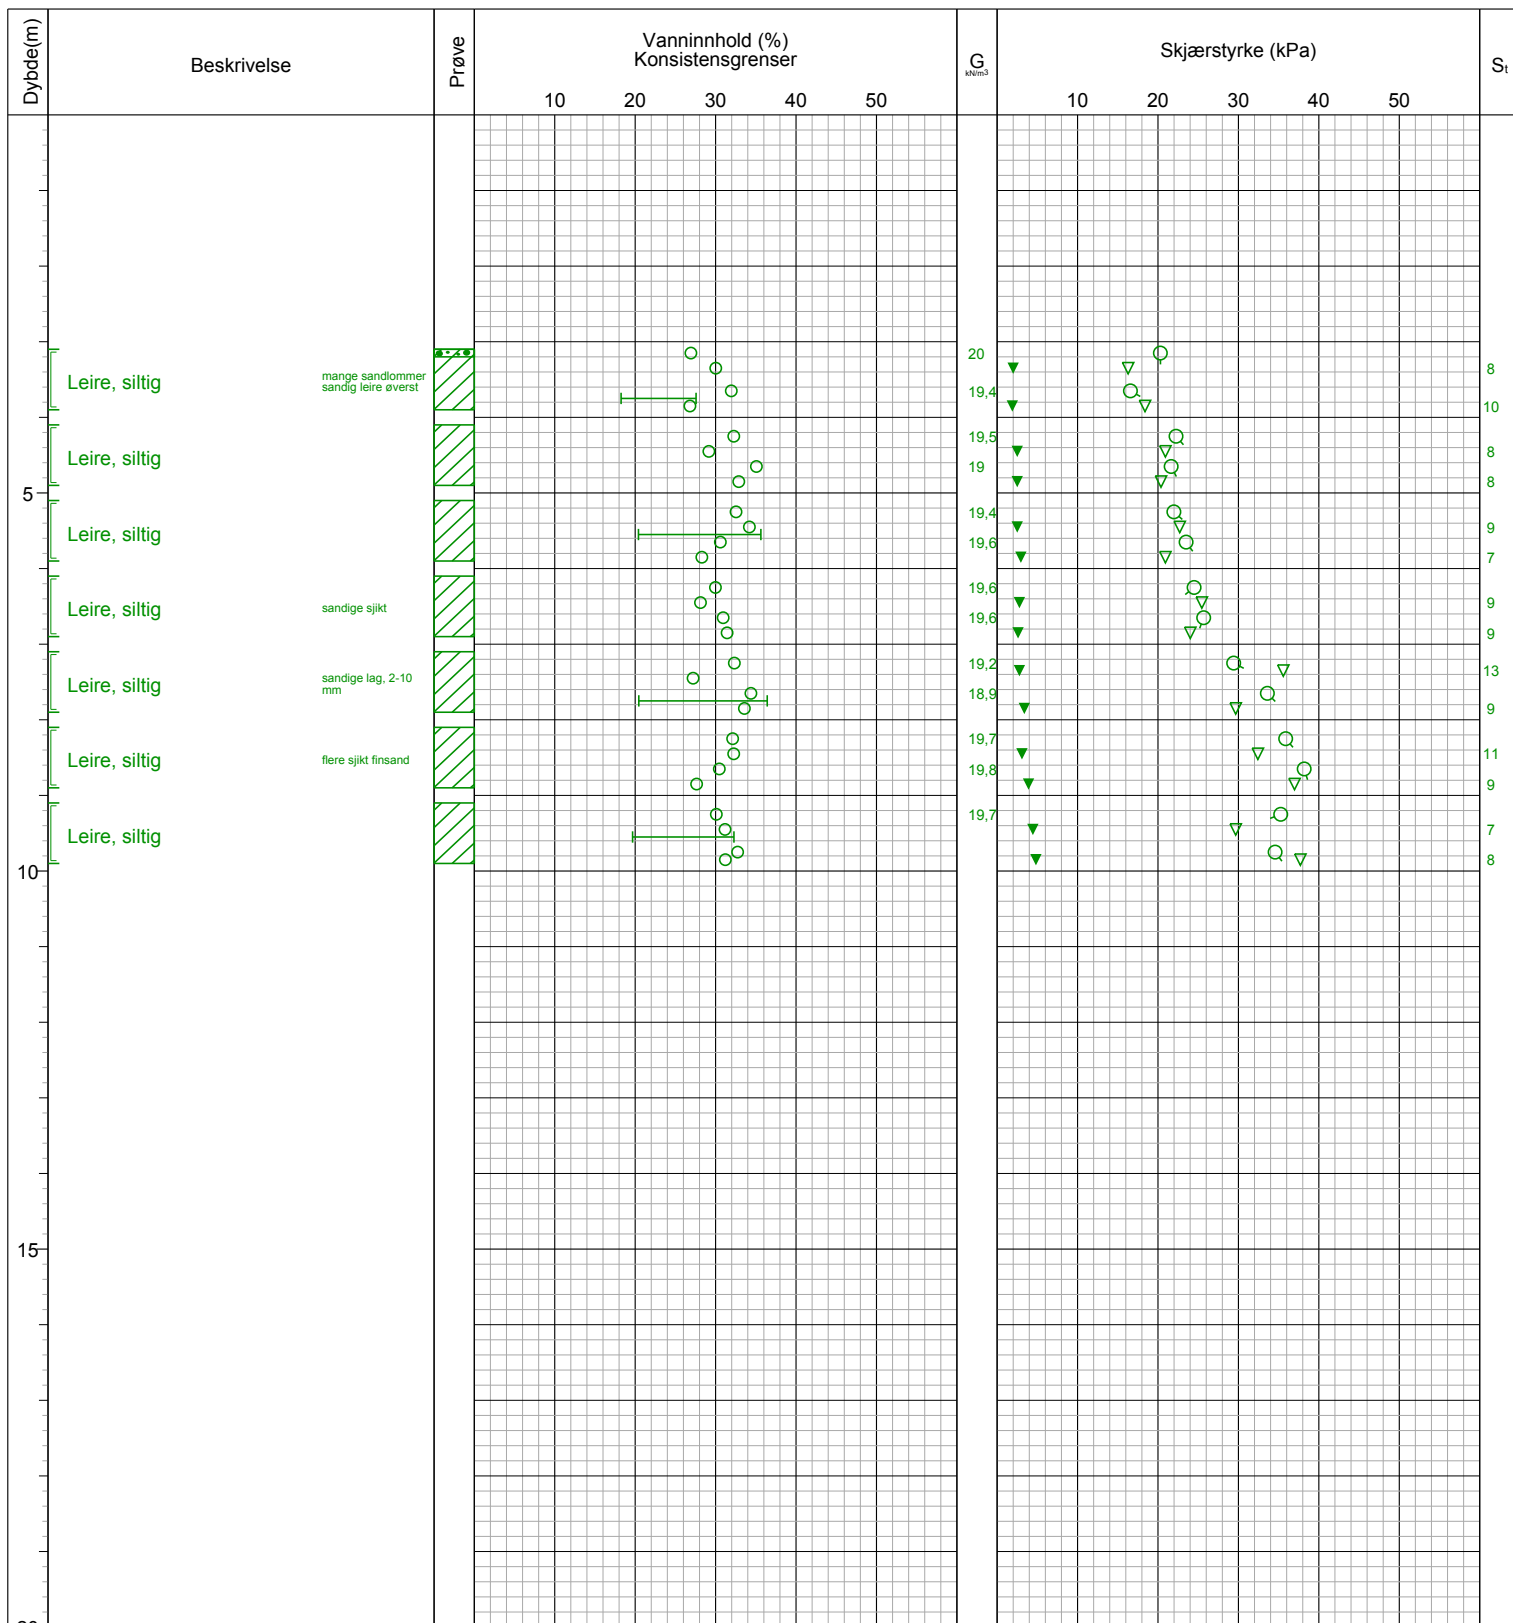 Dybde(m)
Beskrivelse
Prøve
Vanninnhold (%)
Konsistensgrenser
10 20 30 40 50
G
kN/m³
Skjærstyrke (kPa)
10 20 30 40 50
St
20
Leire, siltig
mange sandlommer
sandig leire øverst
8
19,4
10
19,5
Leire, siltig
8
19
8
5
19,4
Leire, siltig
9
19,6
7
19,6
Leire, siltig
sandige sjikt
9
19,6
9
19,2
Leire, siltig
sandige lag, 2-10
mm
13
18,9
9
19,7
Leire, siltig
flere sjikt finsand
11
19,8
9
19,7
Leire, siltig
7
8
10
15